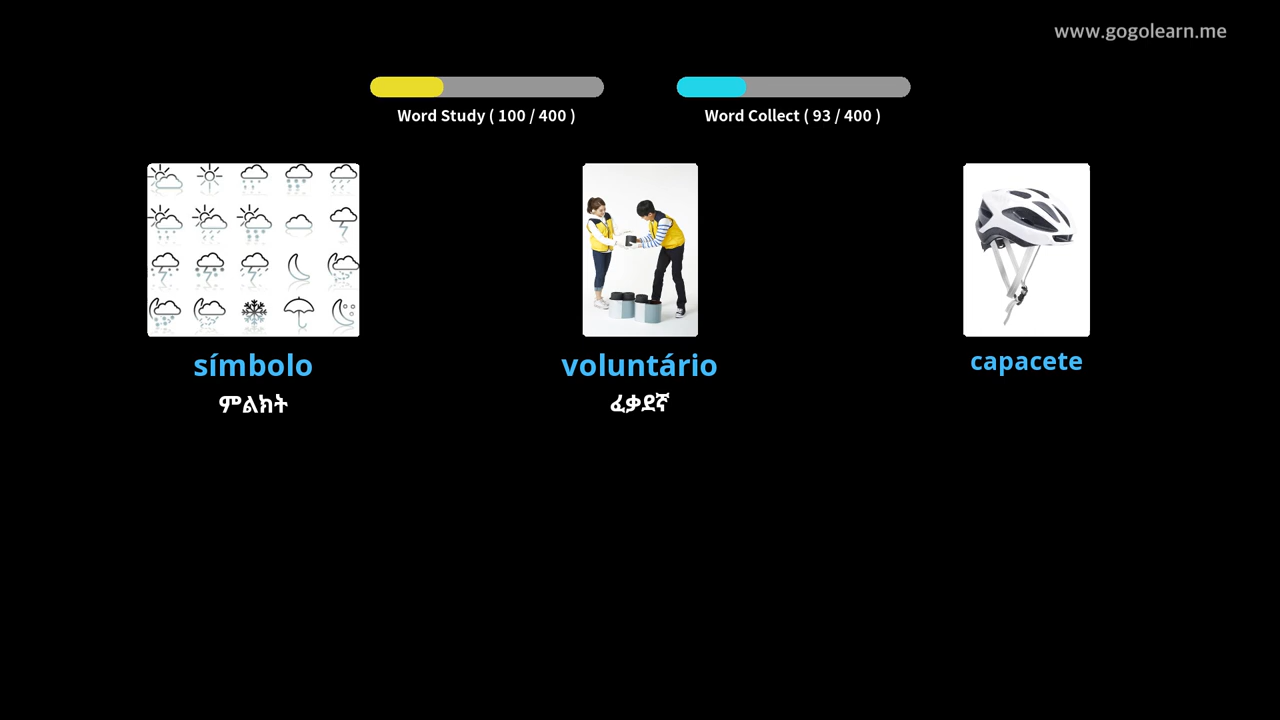 www.gogolearn.me
Word Study ( 100 / 400 )
Word Collect ( 93 / 400 )
símbolo
voluntário
capacete
ምልክት
ፈቃደኛ